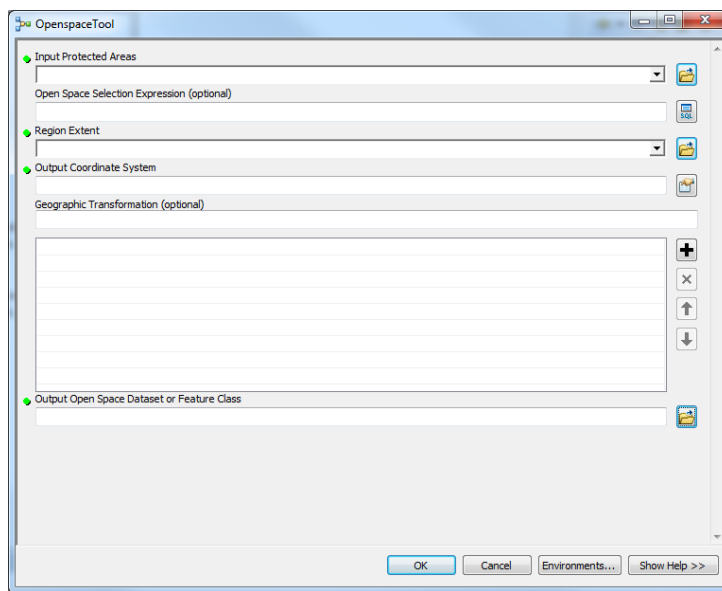 OpenspaceTool
Input Protected Areas
Open Space Selection Expression (optional)
SQL
Region Extent
Output Coordinate System
Geographic Transformation (optional)
Output Open Space Dataset or Feature Class
OK
Cancel
Environments...
Show Help >>